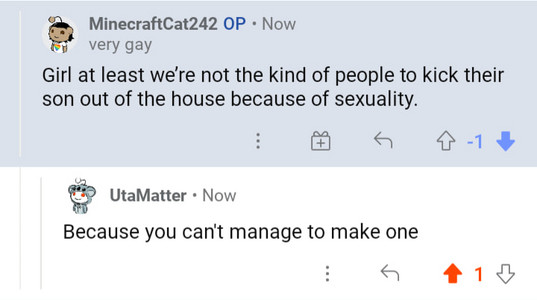 MinecraftCat242 OP • Now
very gay
Girl at least we’re not the kind of people to kick their
son out of the house because of sexuality.
-1
UtaMatter • Now
Because you can't manage to make one
1